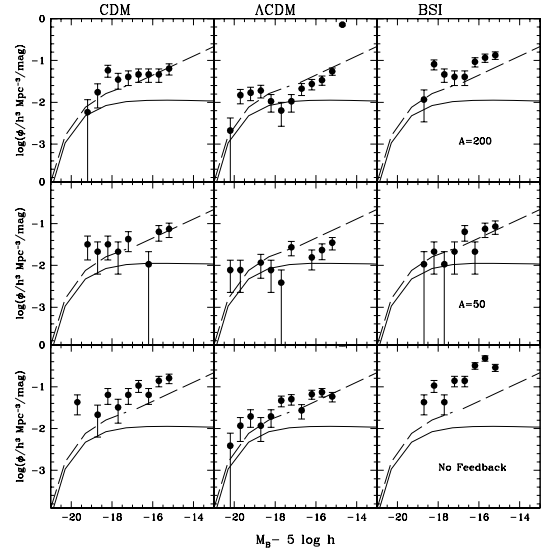 CDM ΛCDM BSI
0
−1
−2
−3
log(ϕ/h³ Mpc⁻³/mag)
A=200
0
−1
−2
−3
log(ϕ/h³ Mpc⁻³/mag)
A=50
0
−1
−2
−3
log(ϕ/h³ Mpc⁻³/mag)
No Feedback
−20 −18 −16 −14 −20 −18 −16 −14 −20 −18 −16 −14
M_B− 5 log h